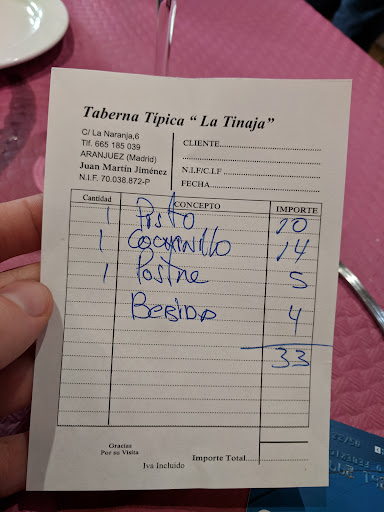 Taberna Típica " La Tinaja"
C/ La Naranja,6
Tlf. 665 185 039
ARANJUEZ (Madrid)
Juan Martín Jiménez
N.I.F. 70.038.872-P
CLIENTE
N.I.F/C.I.F
FECHA
Cantidad CONCEPTO IMPORTE
1 Pisto 10
1 Cochinillo 14
1 Postre 5
Bebida 4
33
Gracias
Por su Visita
Importe Total
Iva Incluido